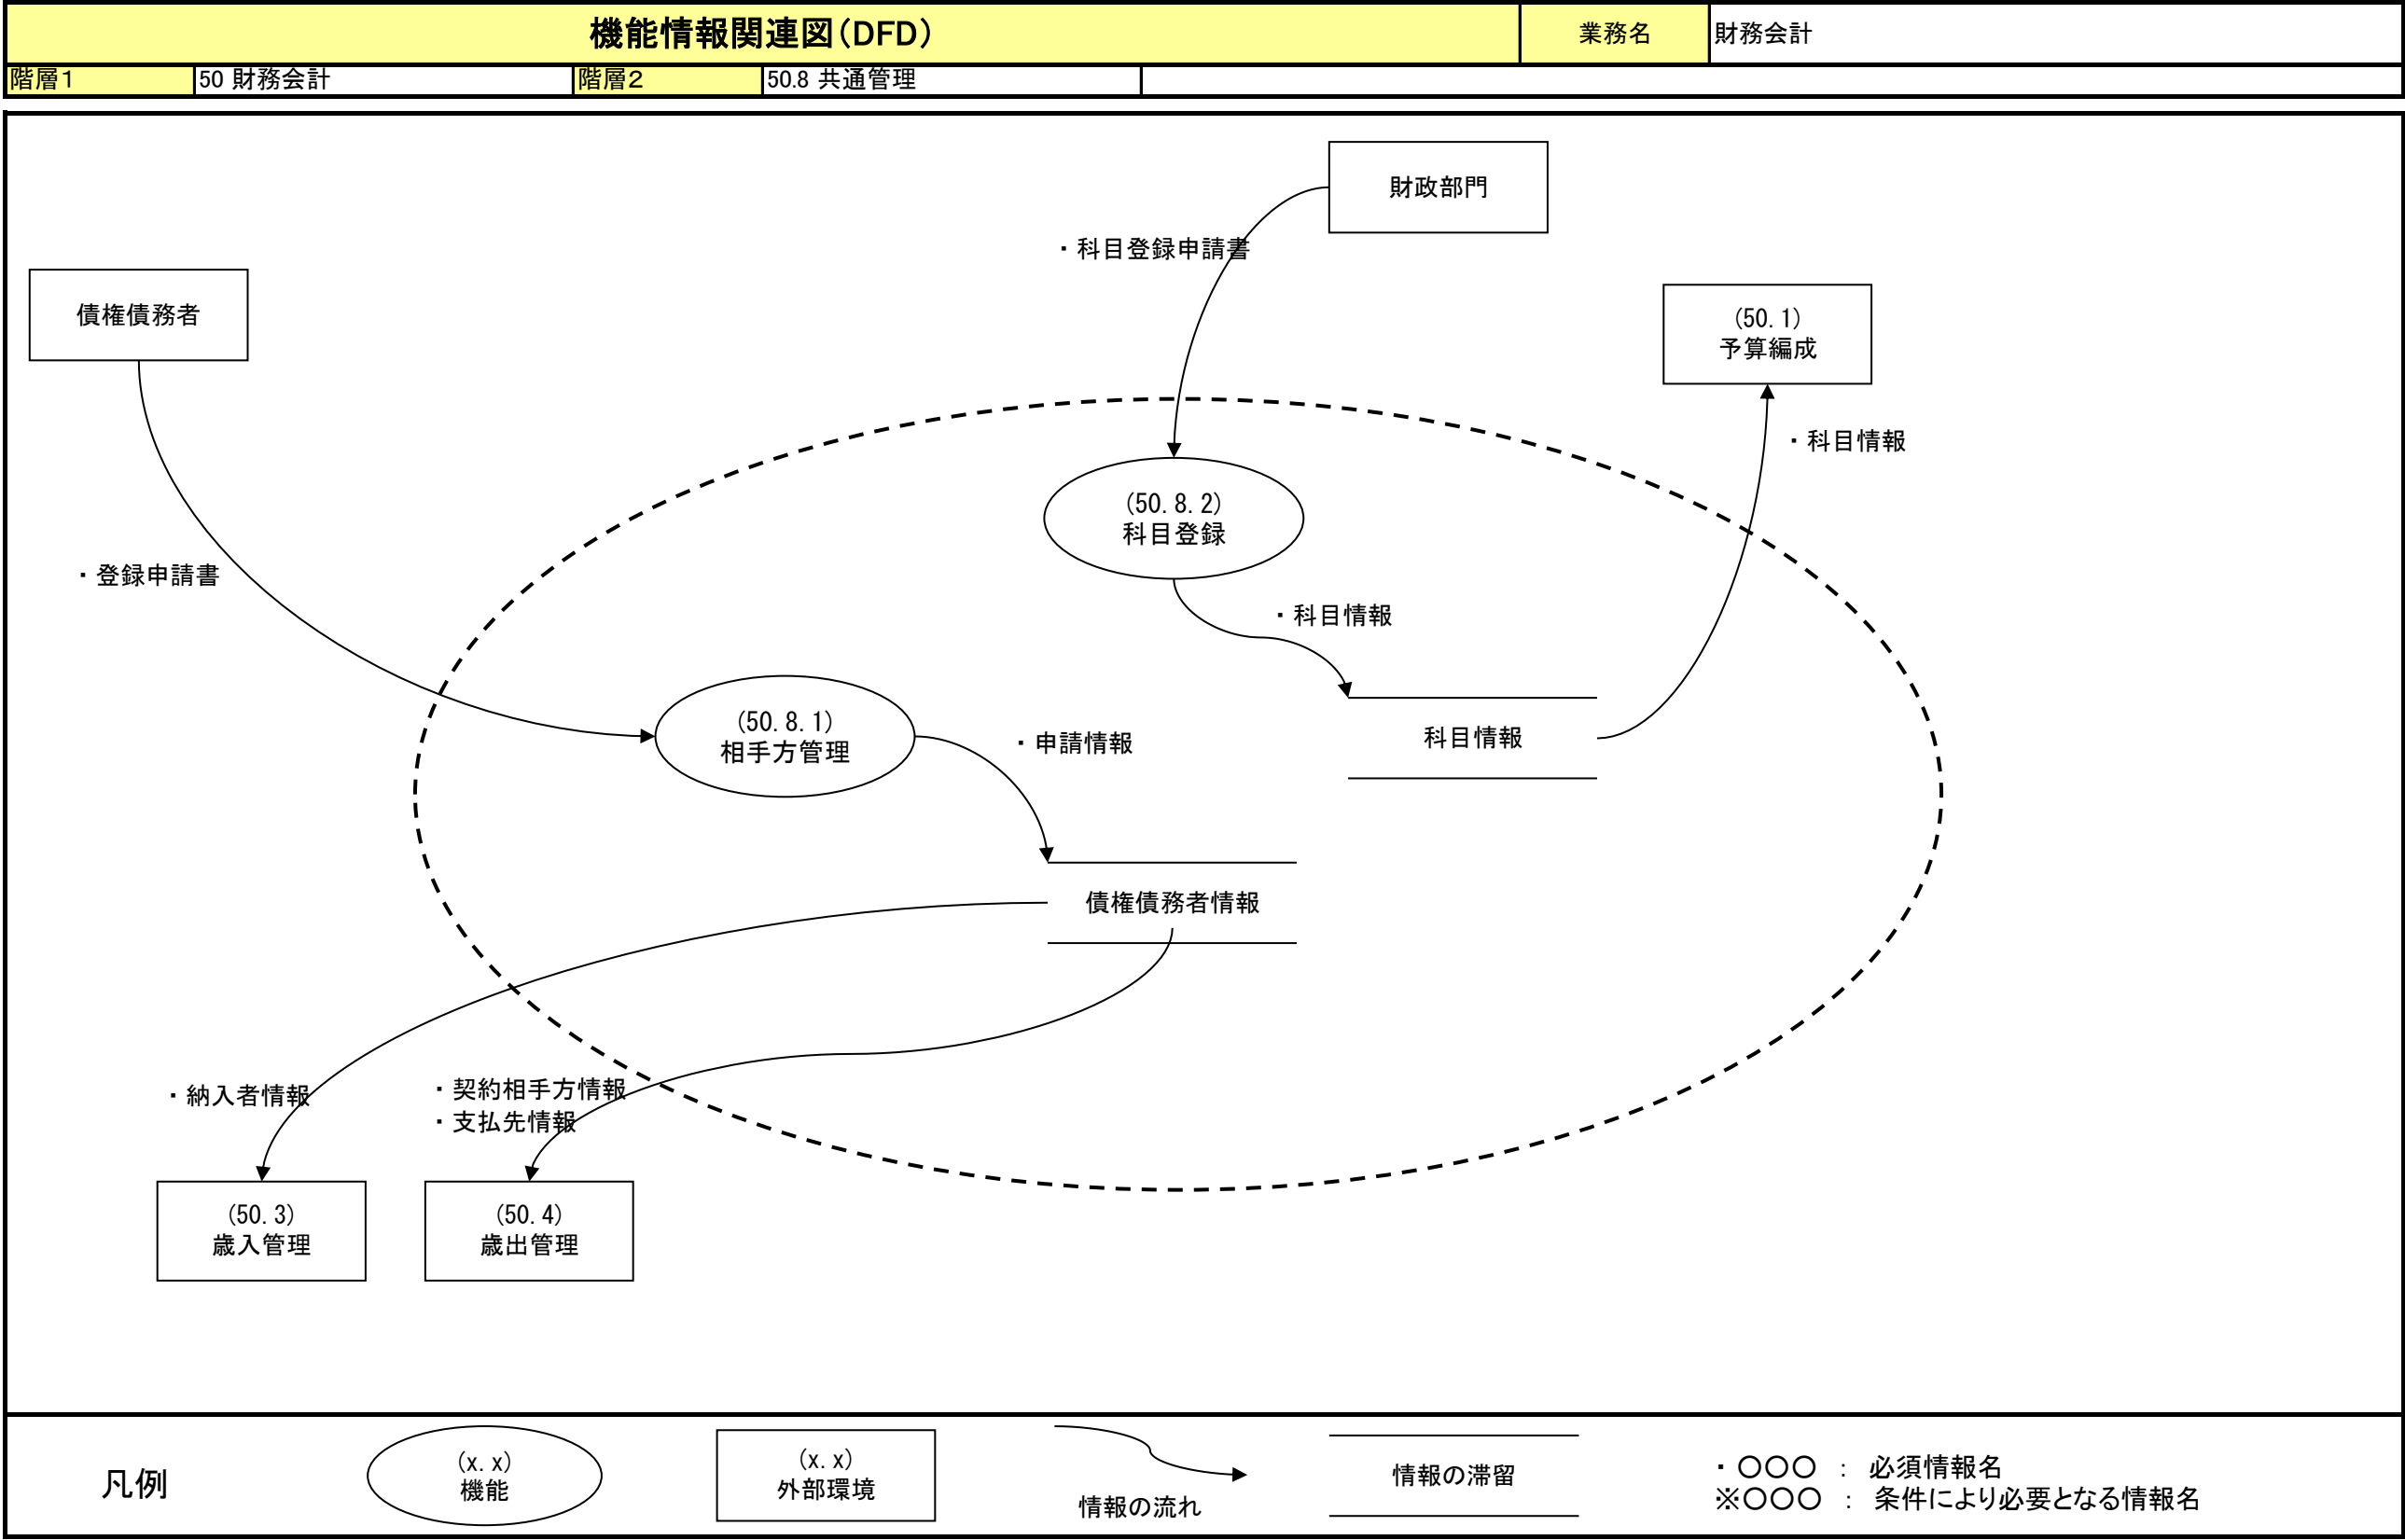 機能情報関連図(DFD)
業務名
財務会計
階層1
50 財務会計
階層2
50.8 共通管理
財政部門
・科目登録申請書
債権債務者
(50.1)
予算編成
・科目情報
(50.8.2)
科目登録
・登録申請書
・科目情報
(50.8.1)
相手方管理
・申請情報
科目情報
債権債務者情報
・納入者情報
・契約相手方情報
・支払先情報
(50.3)
歳入管理
(50.4)
歳出管理
凡例
(x.x)
機能
(x.x)
外部環境
情報の流れ
情報の滞留
・○○○ : 必須情報名
※○○○ : 条件により必要となる情報名